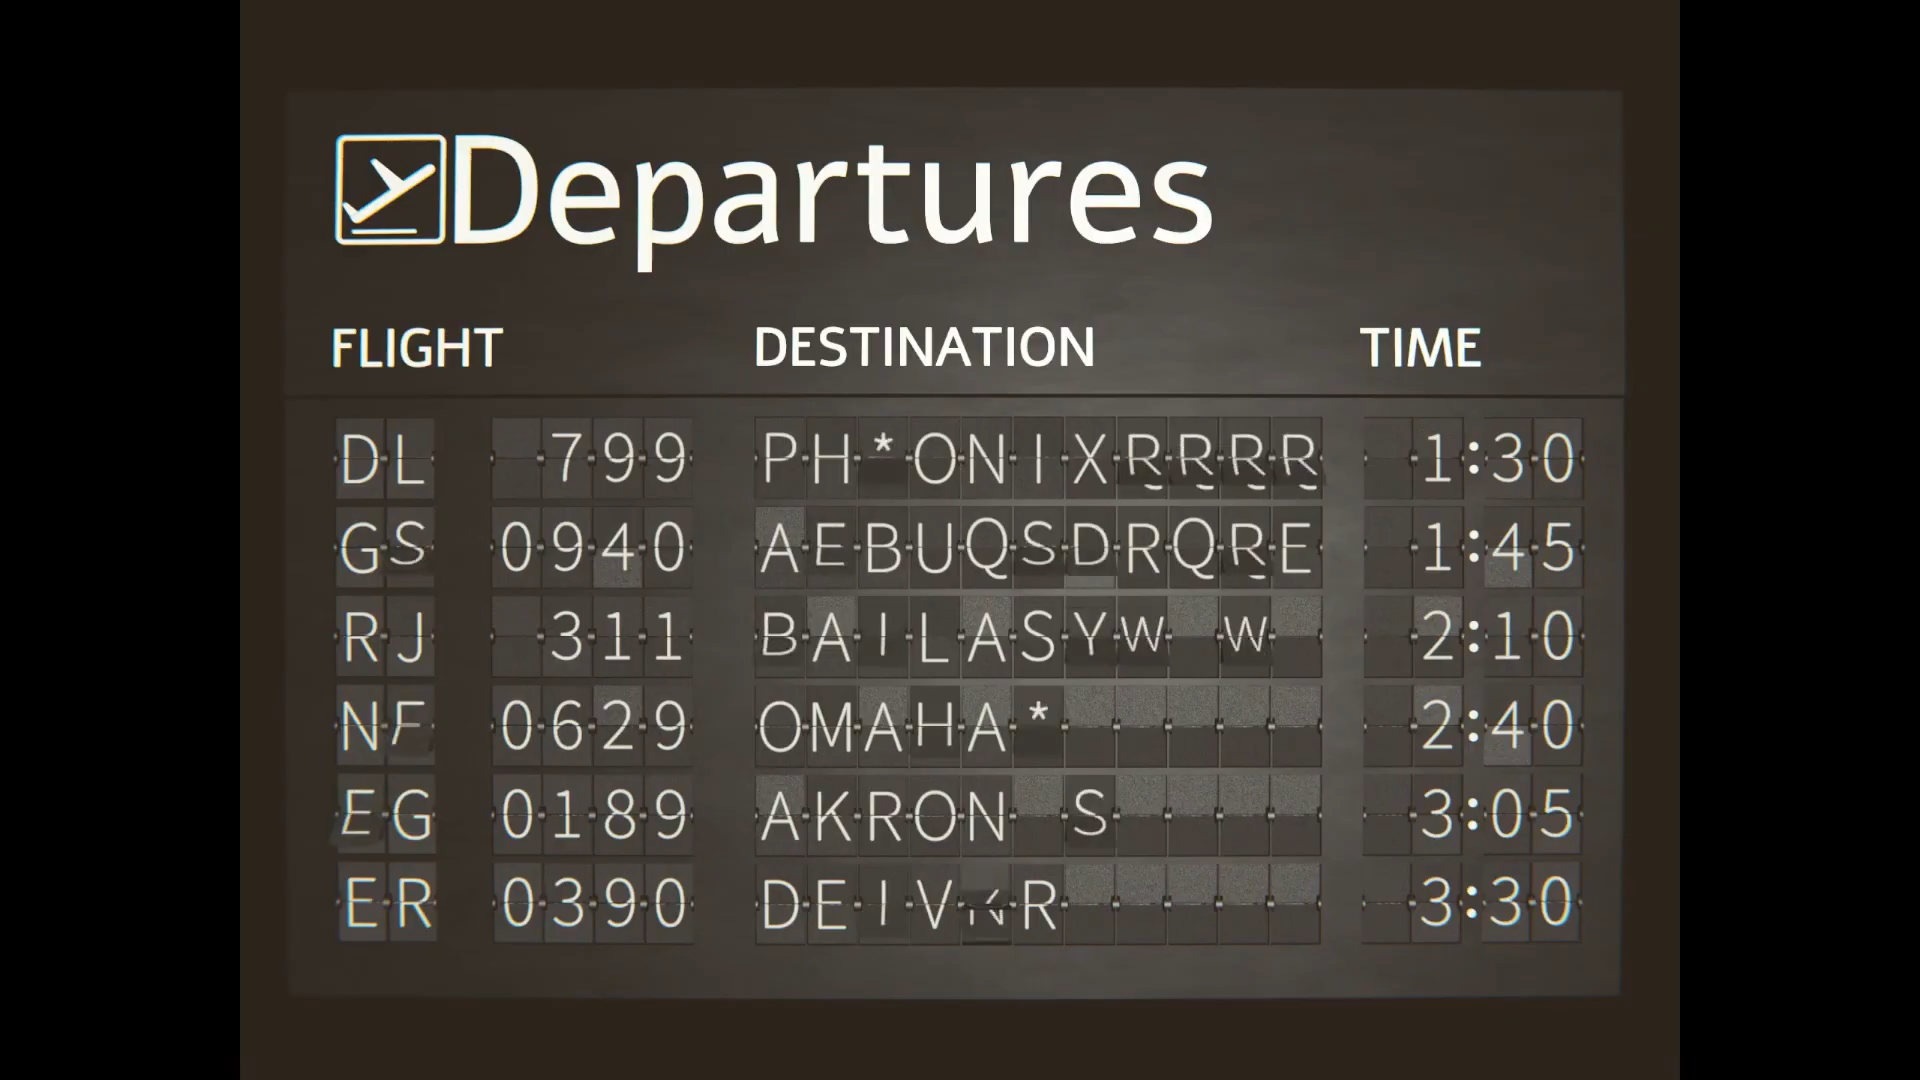 Departures
FLIGHT DESTINATION TIME
DL 799 PH*ONIXRRRR 1:30
GS 0940 AEBUQSDRQRE 1:45
RJ 311 BAILASYW W 2:10
NF 0629 OMAHA* 2:40
EG 0189 AKRON S 3:05
ER 0390 3:30